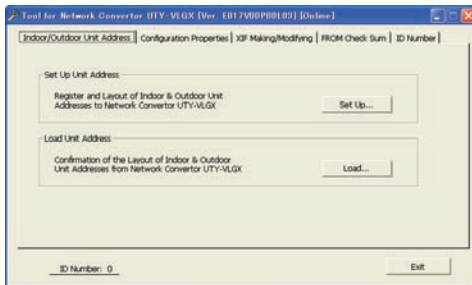 Tool for Network Convertor UTY-VLGX [Ver. E017V00P00L03] [Online]
Indoor/Outdoor Unit Address
Configuration Properties
XIF Making/Modifying
FROM Check Sum
ID Number
Set Up Unit Address
Register and Layout of Indoor & Outdoor Unit
Addresses to Network Convertor UTY-VLGX
Set Up...
Load Unit Address
Confirmation of the Layout of Indoor & Outdoor
Unit Addresses from Network Convertor UTY-VLGX
Load...
ID Number: 0
Exit